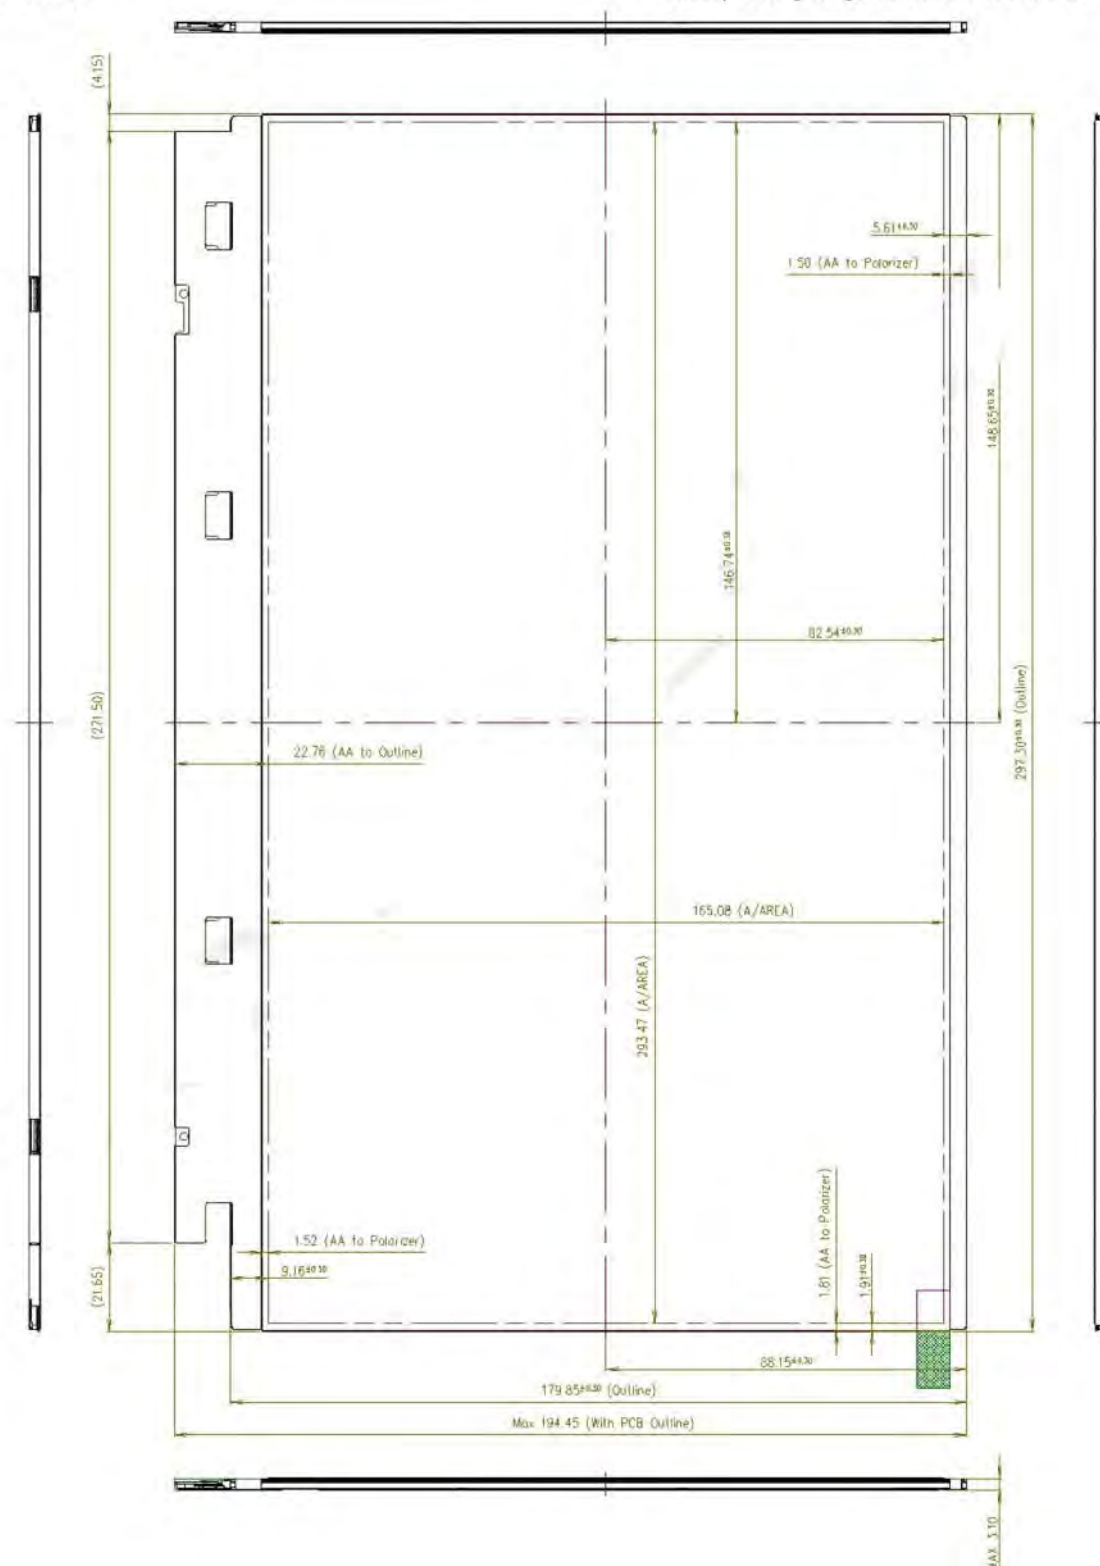 (4.15)
5.61±0.30
1.50 (AA to Polarizer)
148.65±0.30
146.74±0.30
82.54±0.30
(271.50)
297.30±0.30 (Outline)
22.76 (AA to Outline)
165.08 (A/AREA)
293.47 (A/AREA)
1.52 (AA to Polarizer)
9.16±0.30
1.81 (AA to Polarizer)
1.91±0.30
(21.65)
88.15±0.30
179.85±0.30 (Outline)
Max 194.45 (With PCB Outline)
MAX 3.10